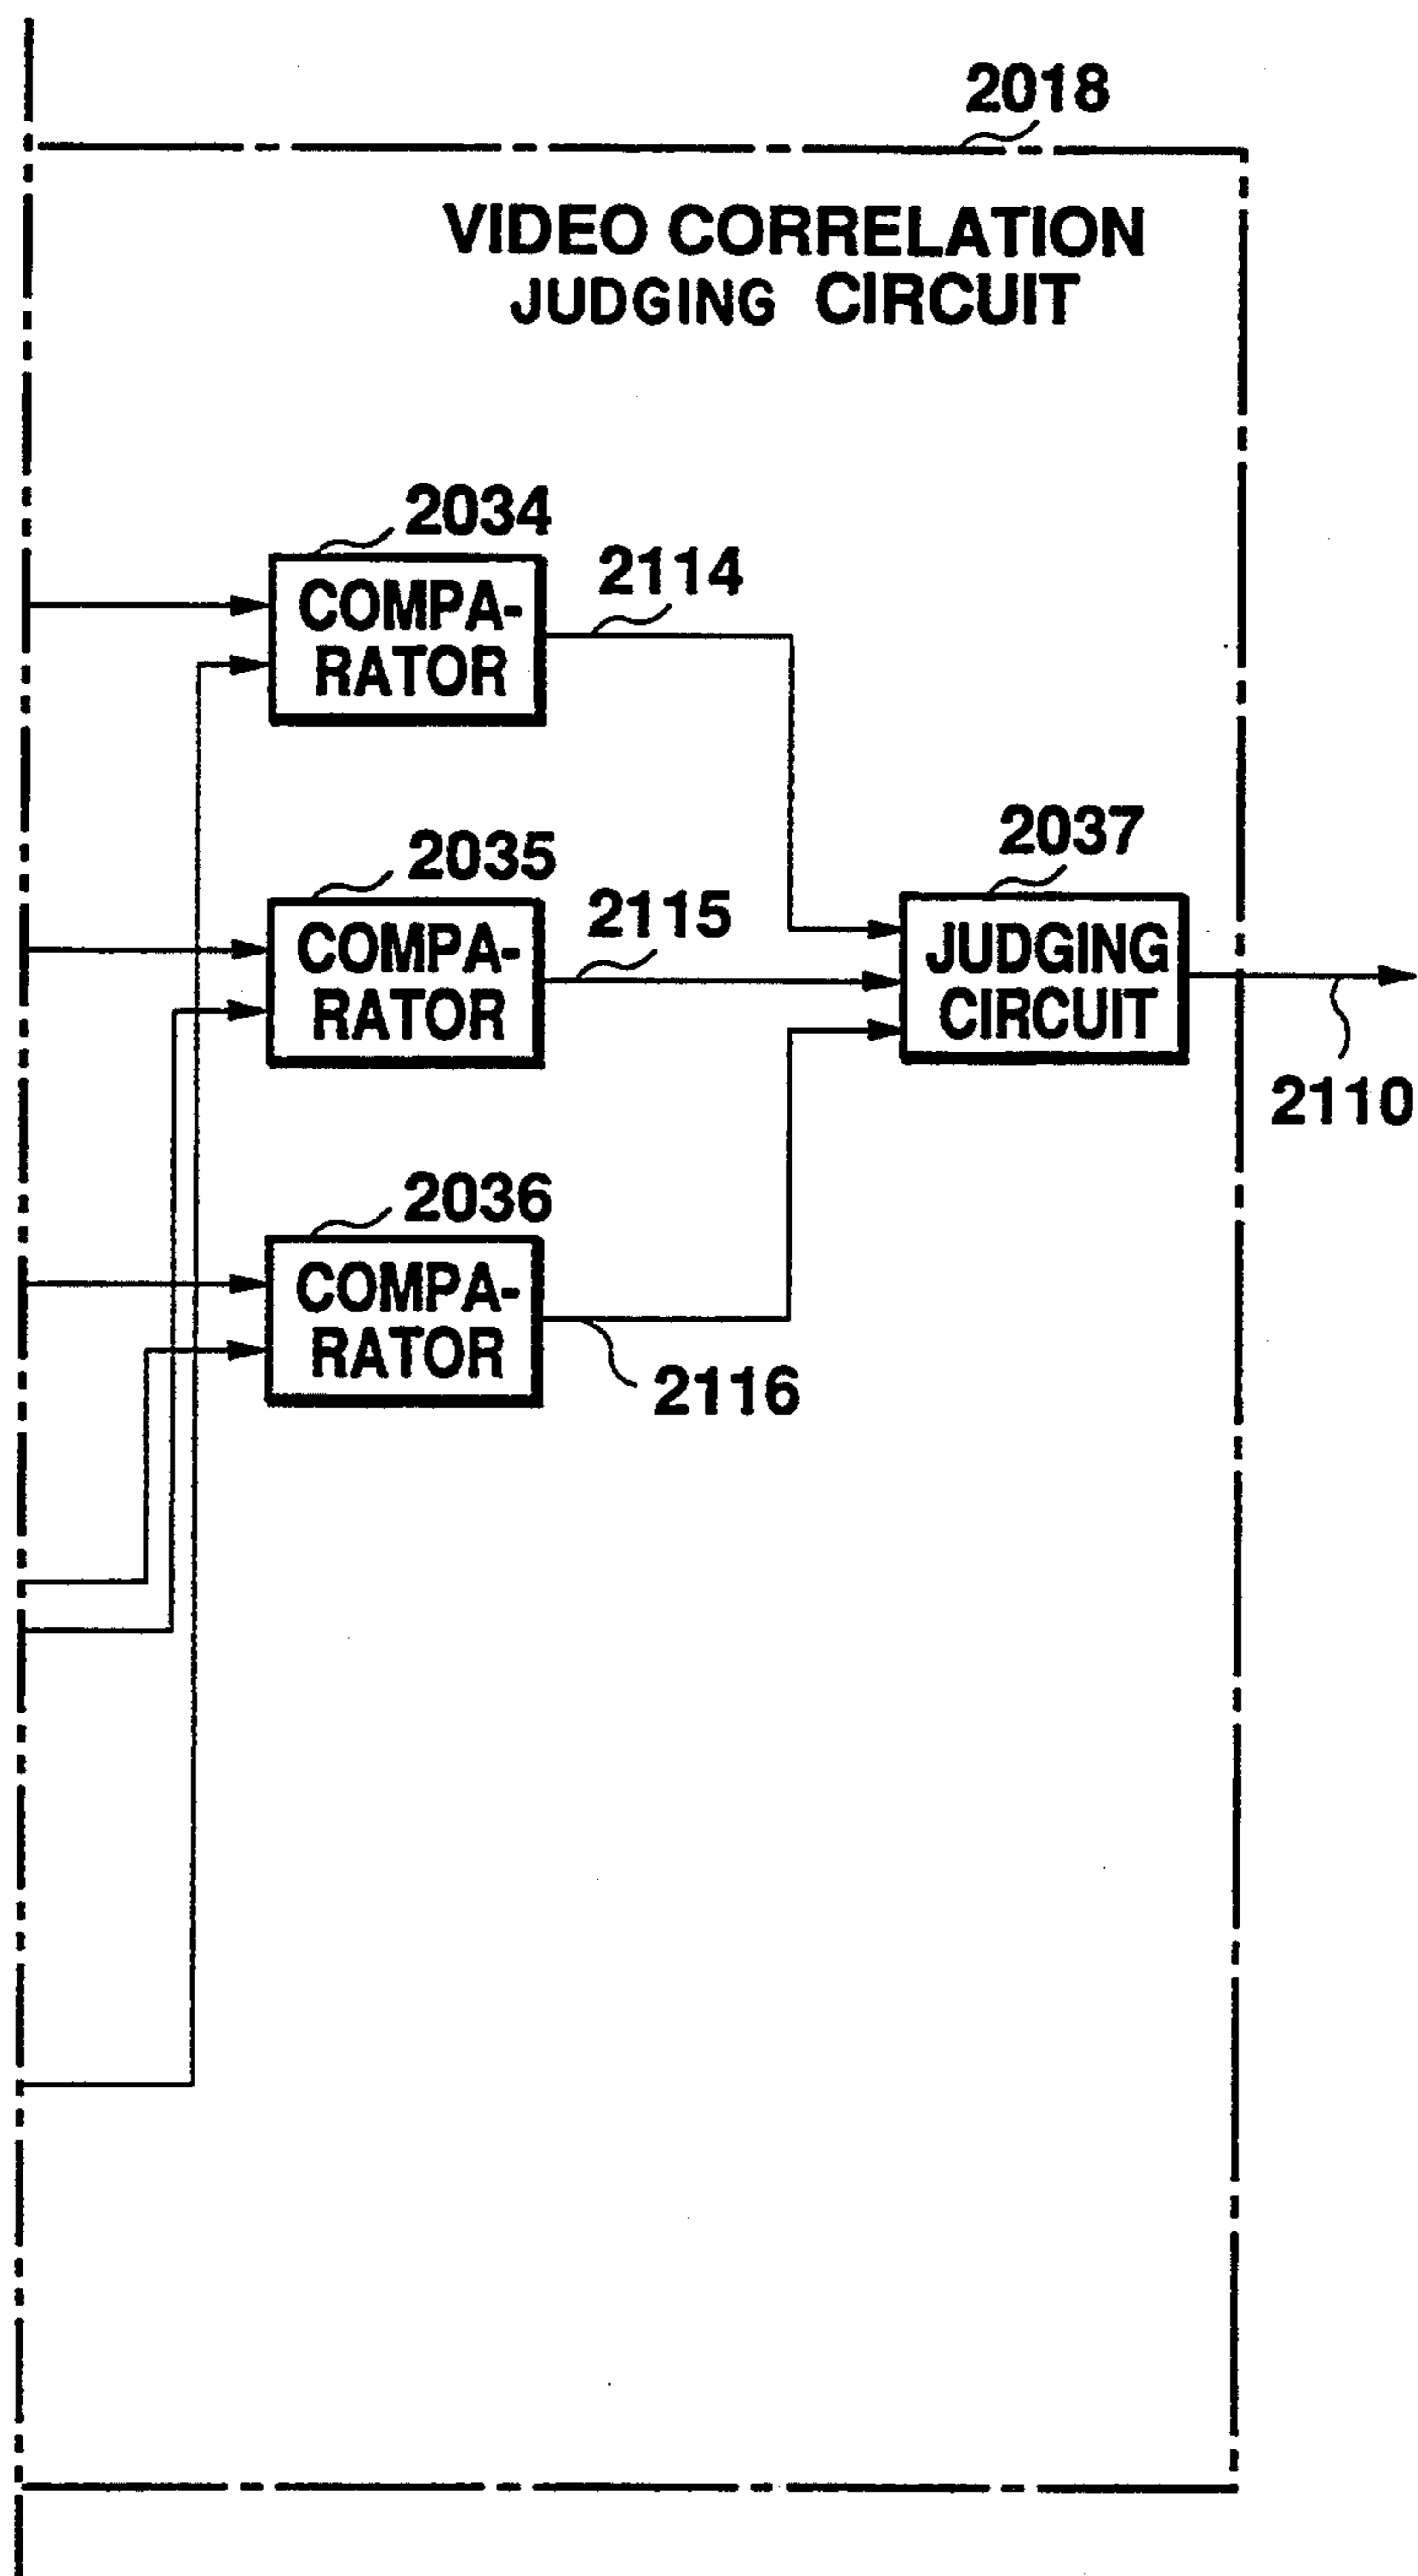 2018
VIDEO CORRELATION
JUDGING CIRCUIT
2034
COMPA-
RATOR
2114
2035
COMPA-
RATOR
2115
2037
JUDGING
CIRCUIT
2110
2036
COMPA-
RATOR
2116